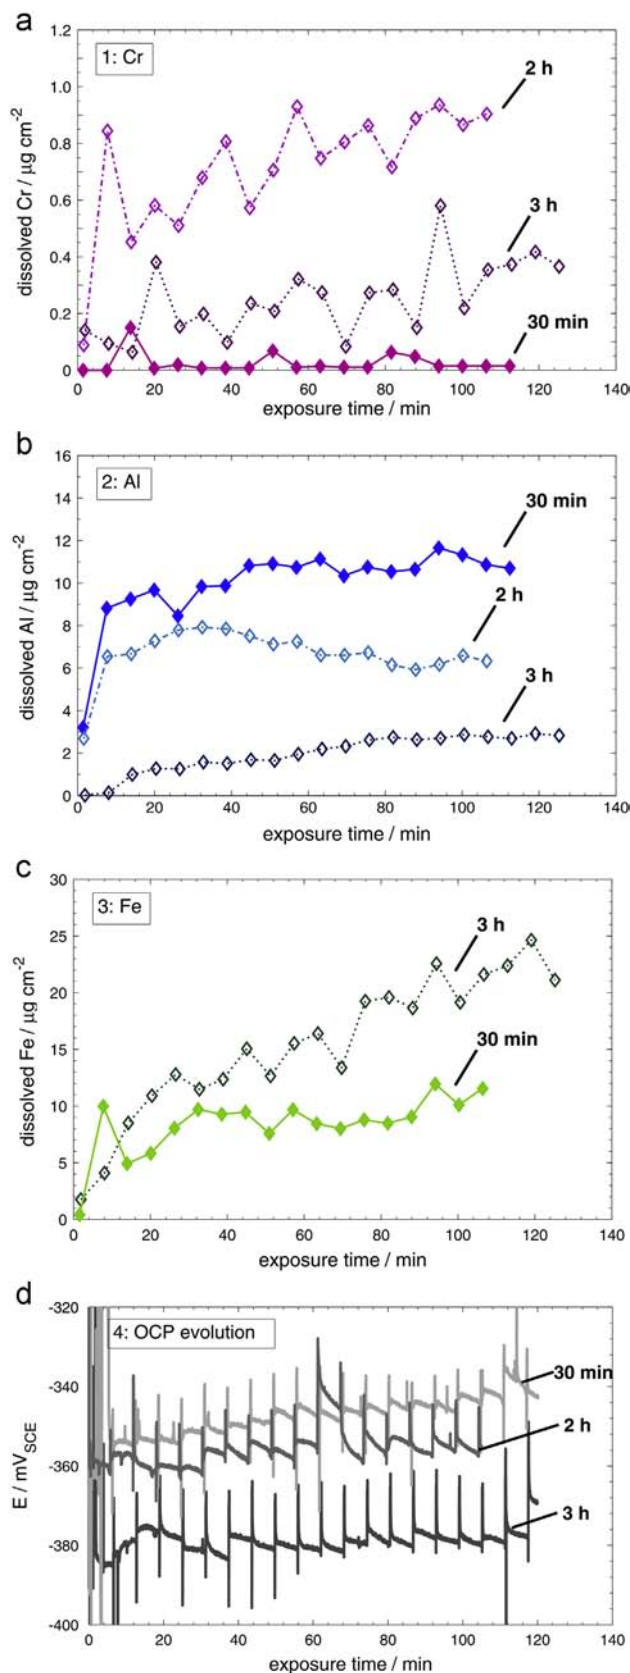 a
1.2
1: Cr
2 h
1.0
0.8
0.6
3 h
0.4
0.2
30 min
0
0 20 40 60 80 100 120 140
dissolved Cr / μg cm-2
exposure time / min
b
16
2: Al
14
30 min
12
10
2 h
8
6
3 h
4
2
0
0 20 40 60 80 100 120 140
dissolved Al / μg cm-2
exposure time / min
c
30
3: Fe
25
3 h
20
15
30 min
10
5
0
0 20 40 60 80 100 120 140
dissolved Fe / μg cm-2
exposure time / min
d
-320
4: OCP evolution
30 min
-340
2 h
-360
3 h
-380
-400
0 20 40 60 80 100 120 140
E / mVSCE
exposure time / min